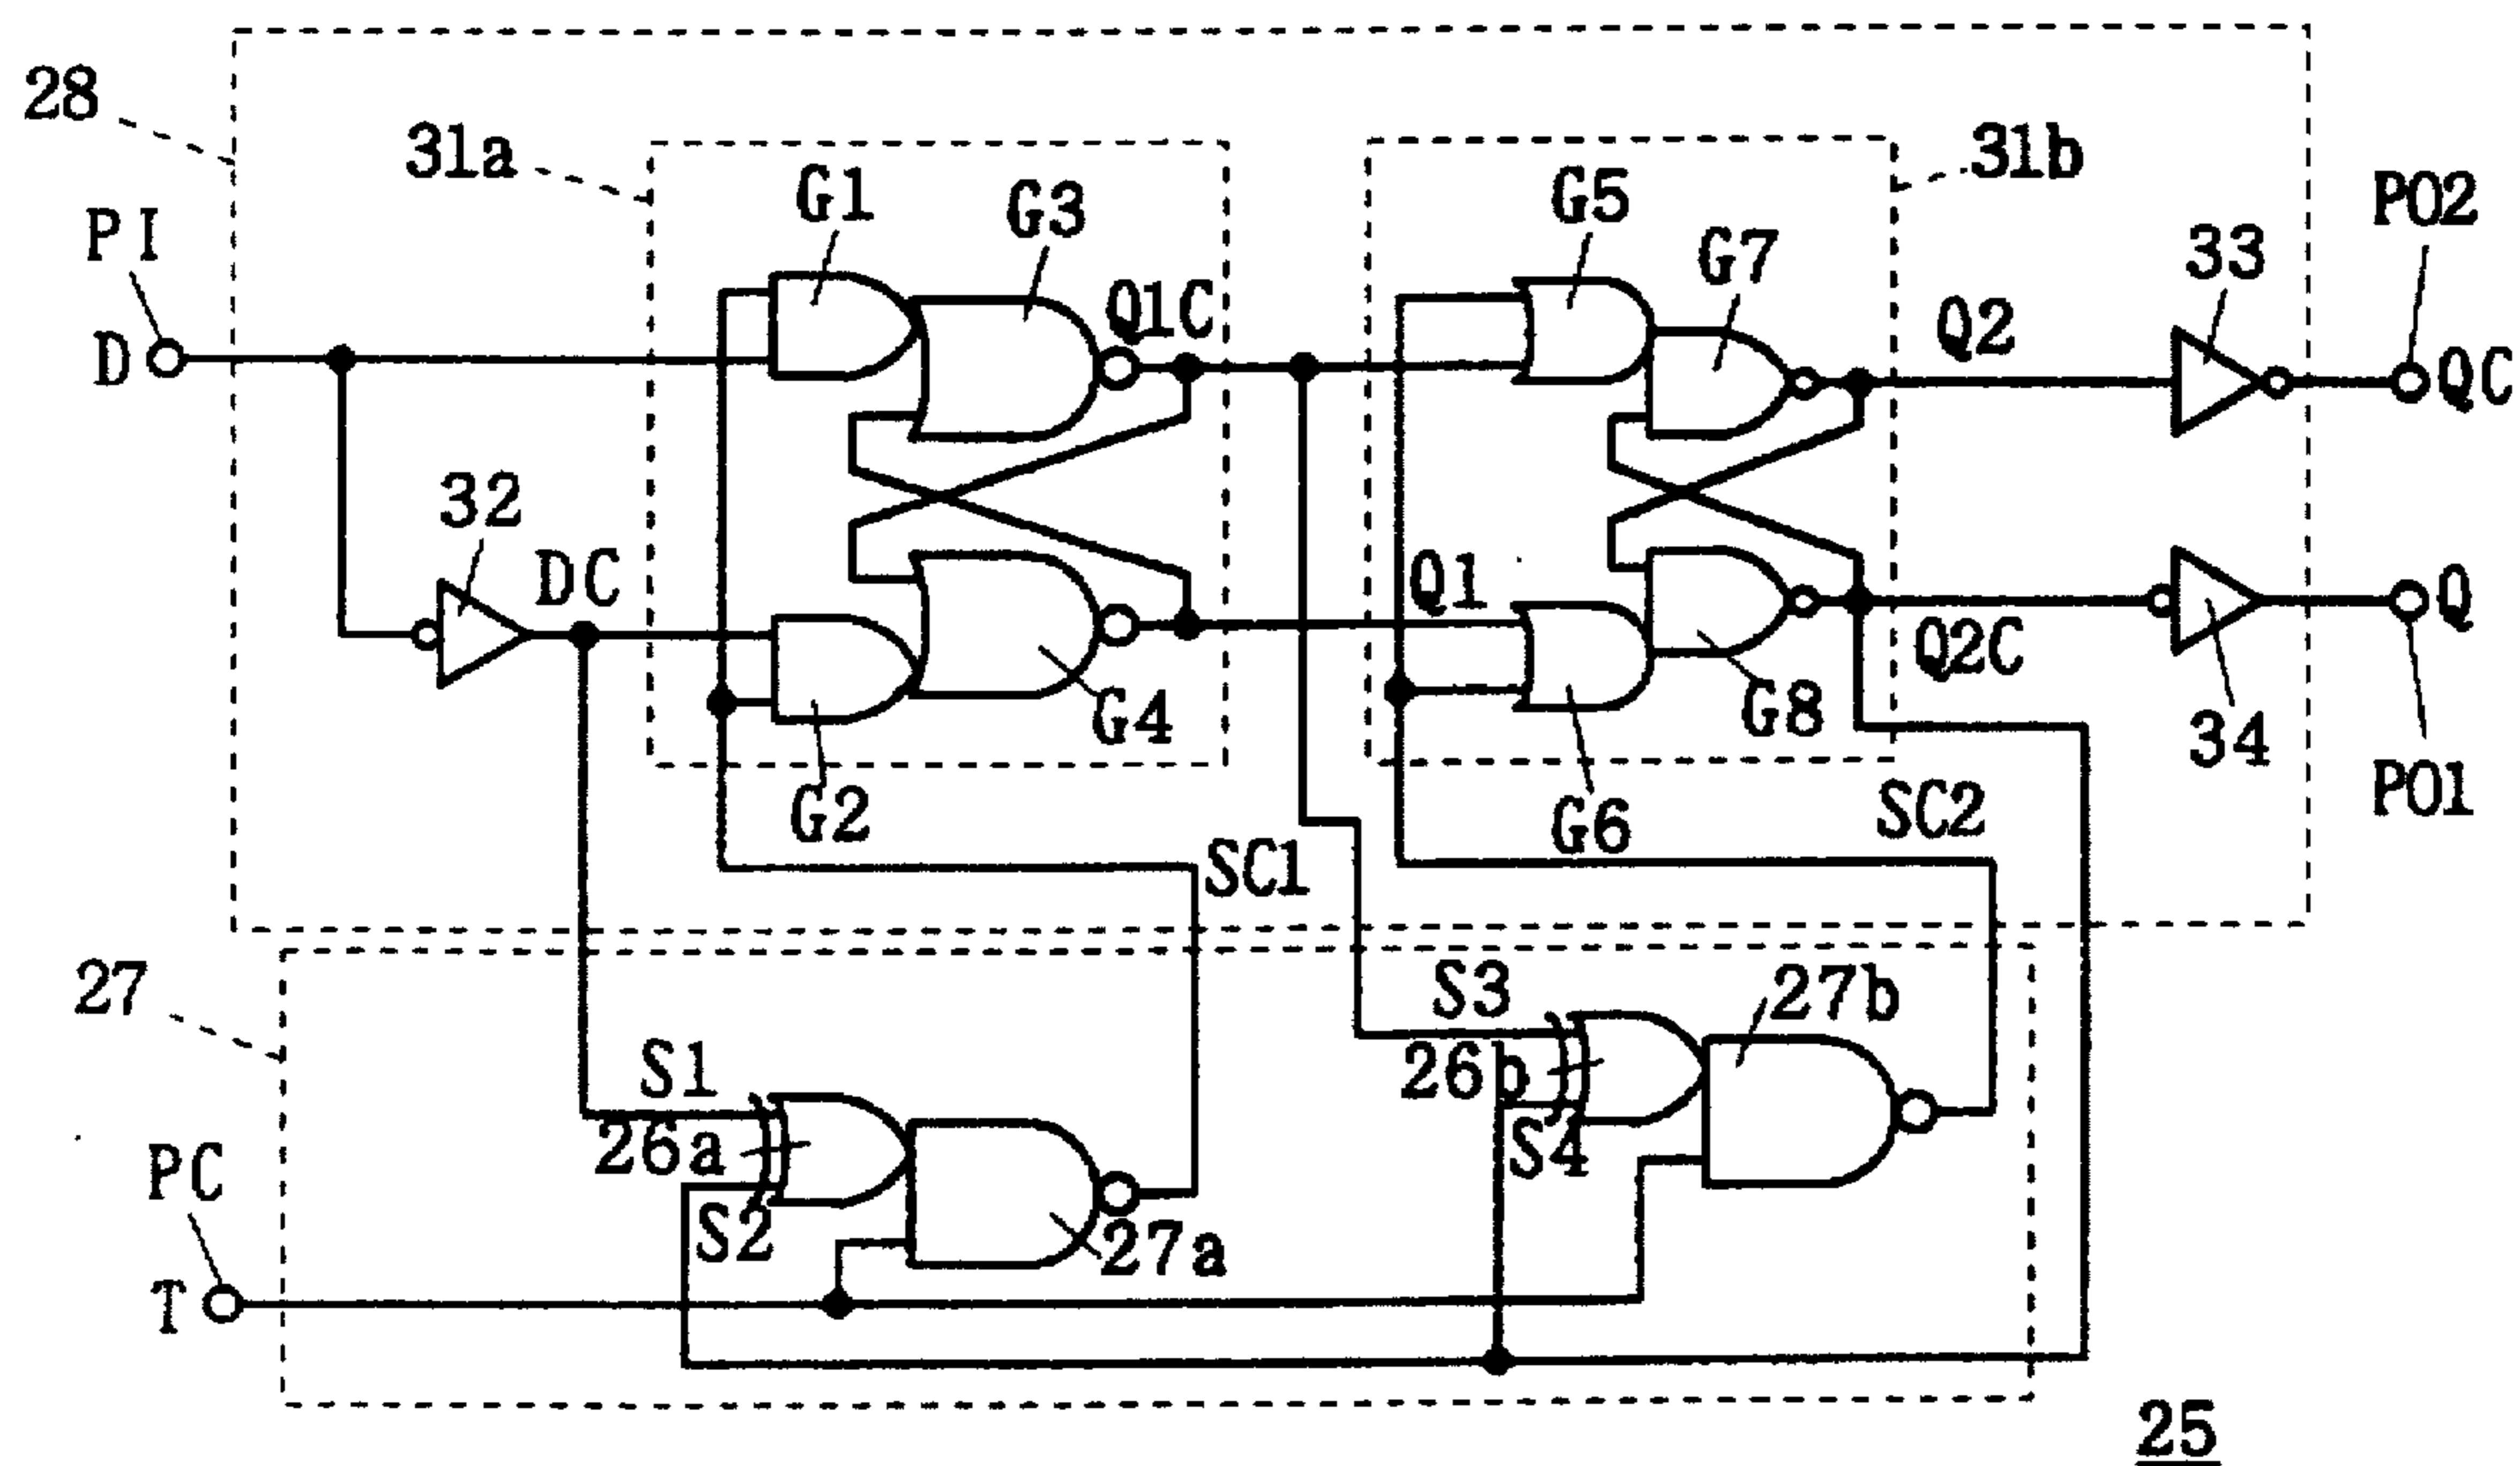 28
31a
G1
G3
Q1C
G5
G7
31b
33
PO2
PI
D
Q2
QC
32
DC
Q1
Q
G4
G8
Q2C
34
PO1
G2
SC1
G6
SC2
27
S3
27b
S1
26b
26a
S4
PC
S2
27a
T
25